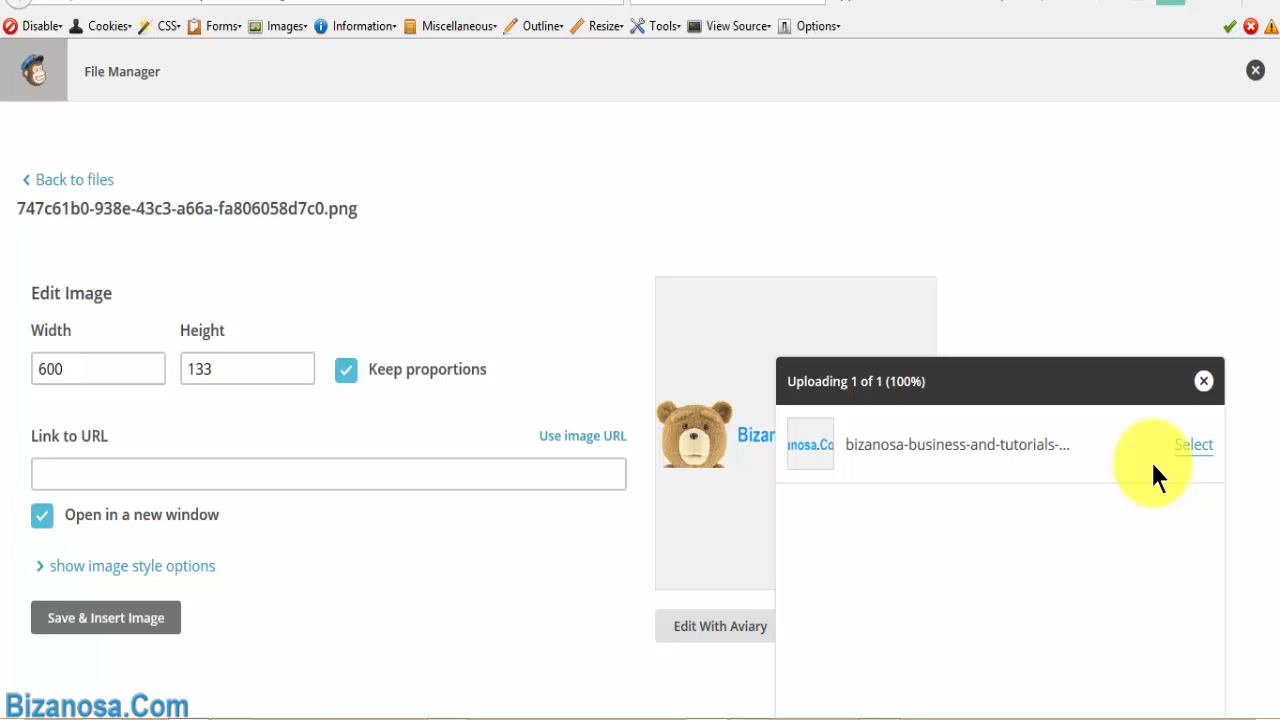 Disable Cookies CSS Forms Images Information Miscellaneous Outline Resize Tools View Source Options
File Manager
Back to files
747c61b0-938e-43c3-a66a-fa806058d7c0.png
Edit Image
Width Height
600 133 Keep proportions
Link to URL Use image URL
Open in a new window
show image style options
Save & Insert Image
Bizan
Edit With Aviary
Uploading 1 of 1 (100%)
anosa.Co bizanosa-business-and-tutorials-... Select
Bizanosa.Com